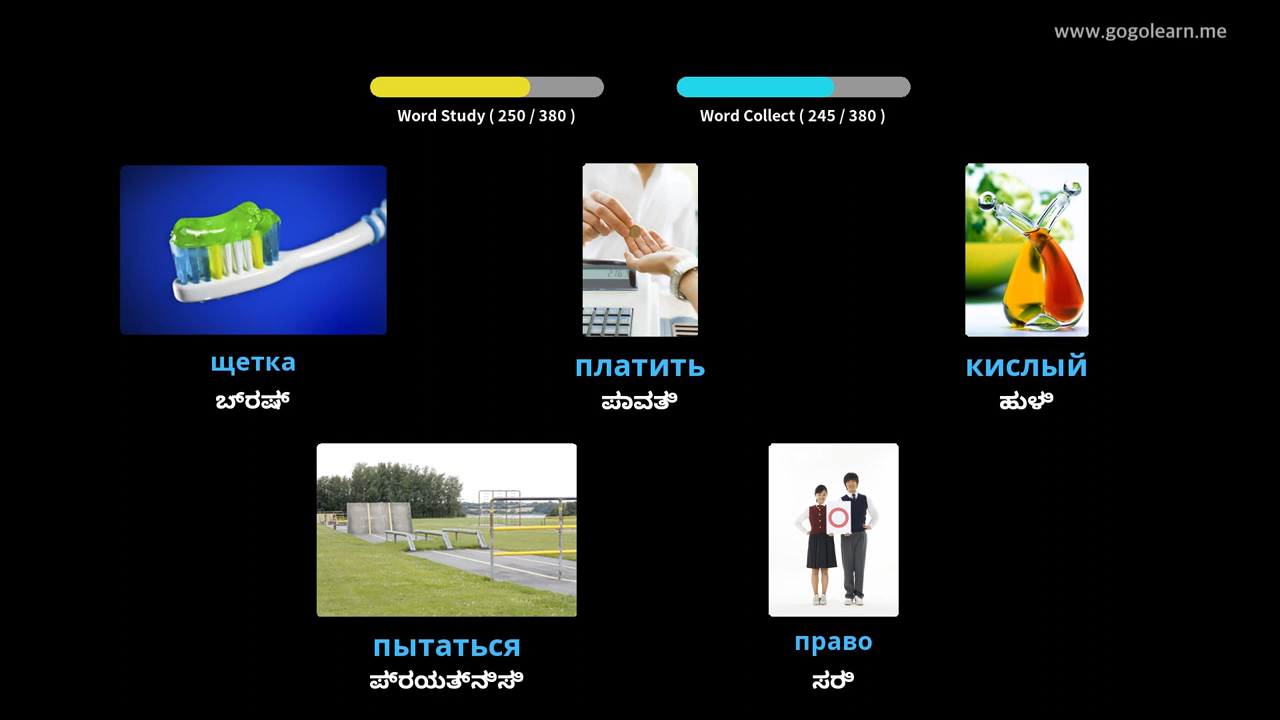 www.gogolearn.me
Word Study ( 250 / 380 )
Word Collect ( 245 / 380 )
щетка
ಬ್ರಷ್
платить
ಪಾವತಿ
кислый
ಹುಳಿ
216
пытаться
ಪ್ರಯತ್ನಿಸಿ
право
ಸರಿ